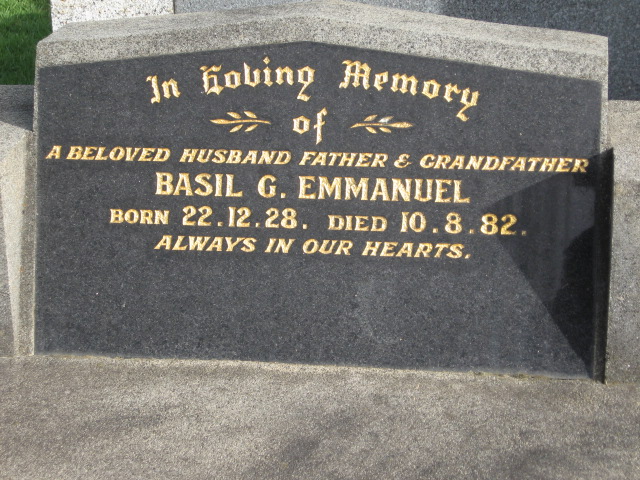 In Loving Memory
of
A BELOVED HUSBAND FATHER & GRANDFATHER
BASIL G. EMMANUEL
BORN 22.12.28. DIED 10.8.82.
ALWAYS IN OUR HEARTS.